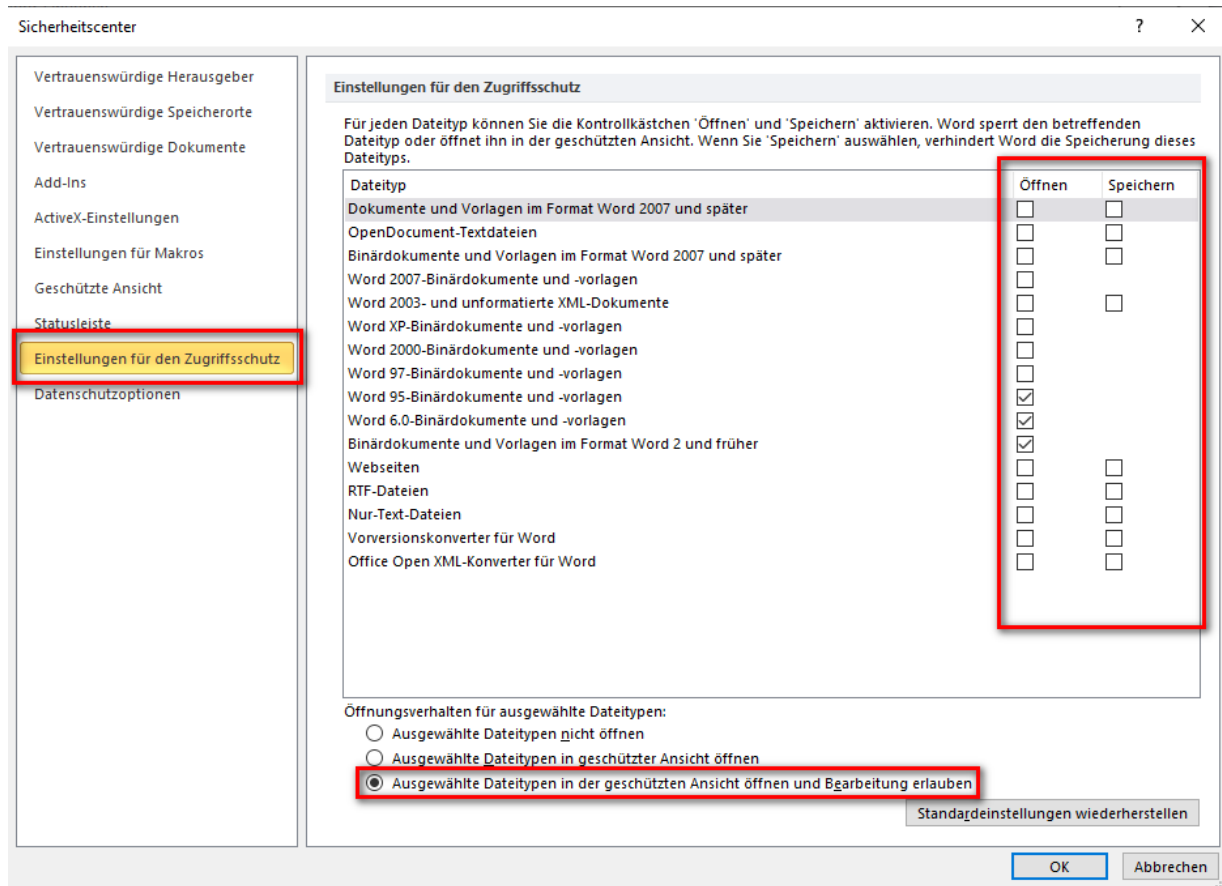 Sicherheitscenter
?
Vertrauenswürdige Herausgeber
Vertrauenswürdige Speicherorte
Vertrauenswürdige Dokumente
Add-Ins
ActiveX-Einstellungen
Einstellungen für Makros
Geschützte Ansicht
Statusleiste
Einstellungen für den Zugriffsschutz
Datenschutzoptionen
Einstellungen für den Zugriffsschutz
Für jeden Dateityp können Sie die Kontrollkästchen 'Öffnen' und 'Speichern' aktivieren. Word sperrt den betreffenden
Dateityp oder öffnet ihn in der geschützten Ansicht. Wenn Sie 'Speichern' auswählen, verhindert Word die Speicherung dieses
Dateityps.
Dateityp Öffnen Speichern
Dokumente und Vorlagen im Format Word 2007 und später
OpenDocument-Textdateien
Binärdokumente und Vorlagen im Format Word 2007 und später
Word 2007-Binärdokumente und -vorlagen
Word 2003- und unformatierte XML-Dokumente
Word XP-Binärdokumente und -vorlagen
Word 2000-Binärdokumente und -vorlagen
Word 97-Binärdokumente und -vorlagen
Word 95-Binärdokumente und -vorlagen
Word 6.0-Binärdokumente und -vorlagen
Binärdokumente und Vorlagen im Format Word 2 und früher
Webseiten
RTF-Dateien
Nur-Text-Dateien
Vorversionskonverter für Word
Office Open XML-Konverter für Word
Öffnungsverhalten für ausgewählte Dateitypen:
Ausgewählte Dateitypen nicht öffnen
Ausgewählte Dateitypen in geschützter Ansicht öffnen
Ausgewählte Dateitypen in der geschützten Ansicht öffnen und Bearbeitung erlauben
Standardeinstellungen wiederherstellen
OK Abbrechen